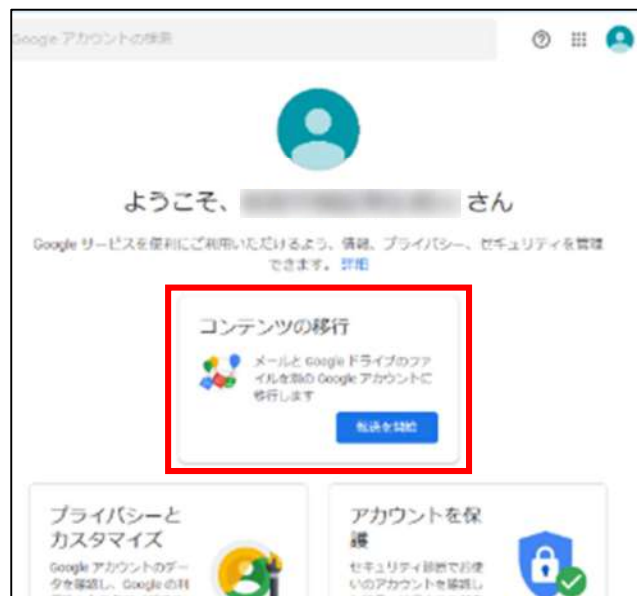 Google アカウントの検索
ようこそ、 さん
Google サービスを便利にご利用いただけるよう、情報、プライバシー、セキュリティを管理
できます。 詳細
コンテンツの移行
メールと Google ドライブのファ
イルを別の Google アカウントに
移行します
転送を開始
プライバシーと
カスタマイズ
Google アカウントのデー
タを確認し、Google の利
アカウントを保
護
セキュリティ診断でお使
いのアカウントを確認し